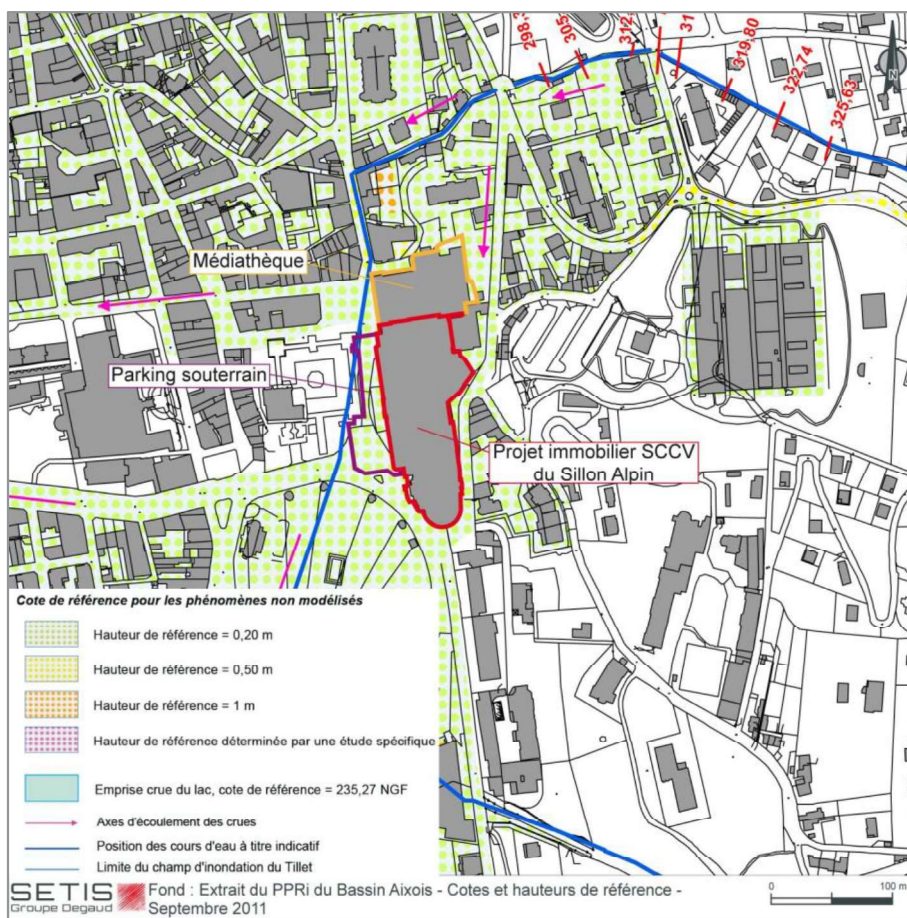 298,
305
312,
31
319,80
322,74
325,63
N
Médiathèque
Parking souterrain
Projet immobilier SCCV
du Sillon Alpin
Cote de référence pour les phénomènes non modélisés
Hauteur de référence = 0,20 m
Hauteur de référence = 0,50 m
Hauteur de référence = 1 m
Hauteur de référence déterminée par une étude spécifique
Emprise crue du lac, cote de référence = 235,27 NGF
Axes d'écoulement des crues
Position des cours d'eau à titre indicatif
Limite du champ d'inondation du Tillet
SETIS
Groupe Degaud
Fond : Extrait du PPRi du Bassin Aixois - Cotes et hauteurs de référence -
Septembre 2011
0 100 m